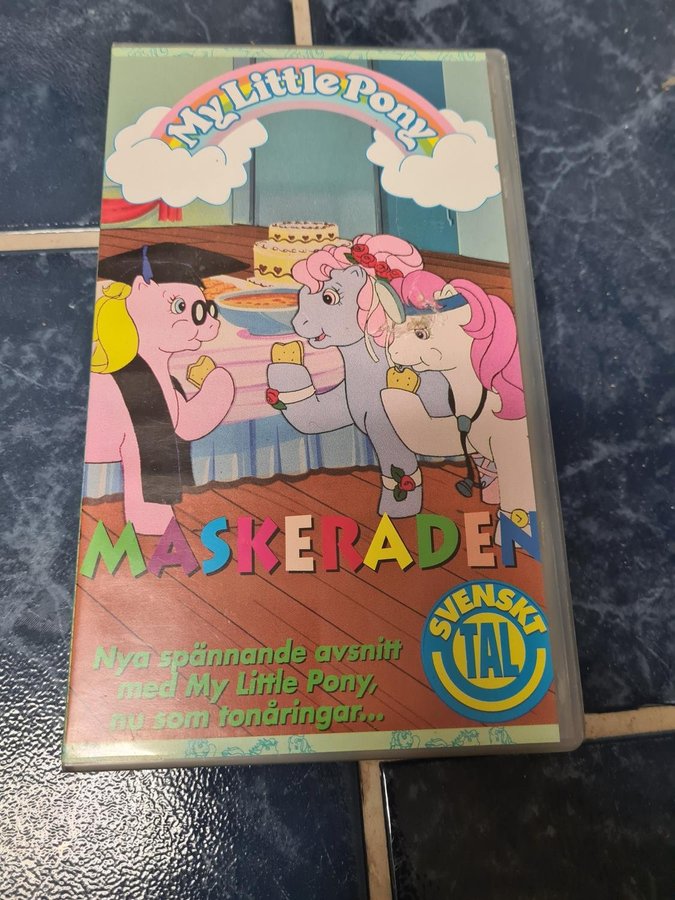 My Little Pony
MASKERADEN
SVENSKT
TAL
Nya spännande avsnitt
med My Little Pony,
nu som tonåringar...